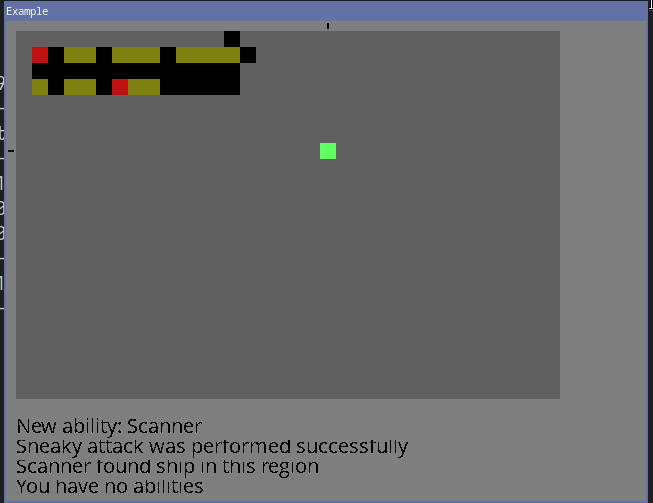 Example
New ability: Scanner
Sneaky attack was performed successfully
Scanner found ship in this region
You have no abilities